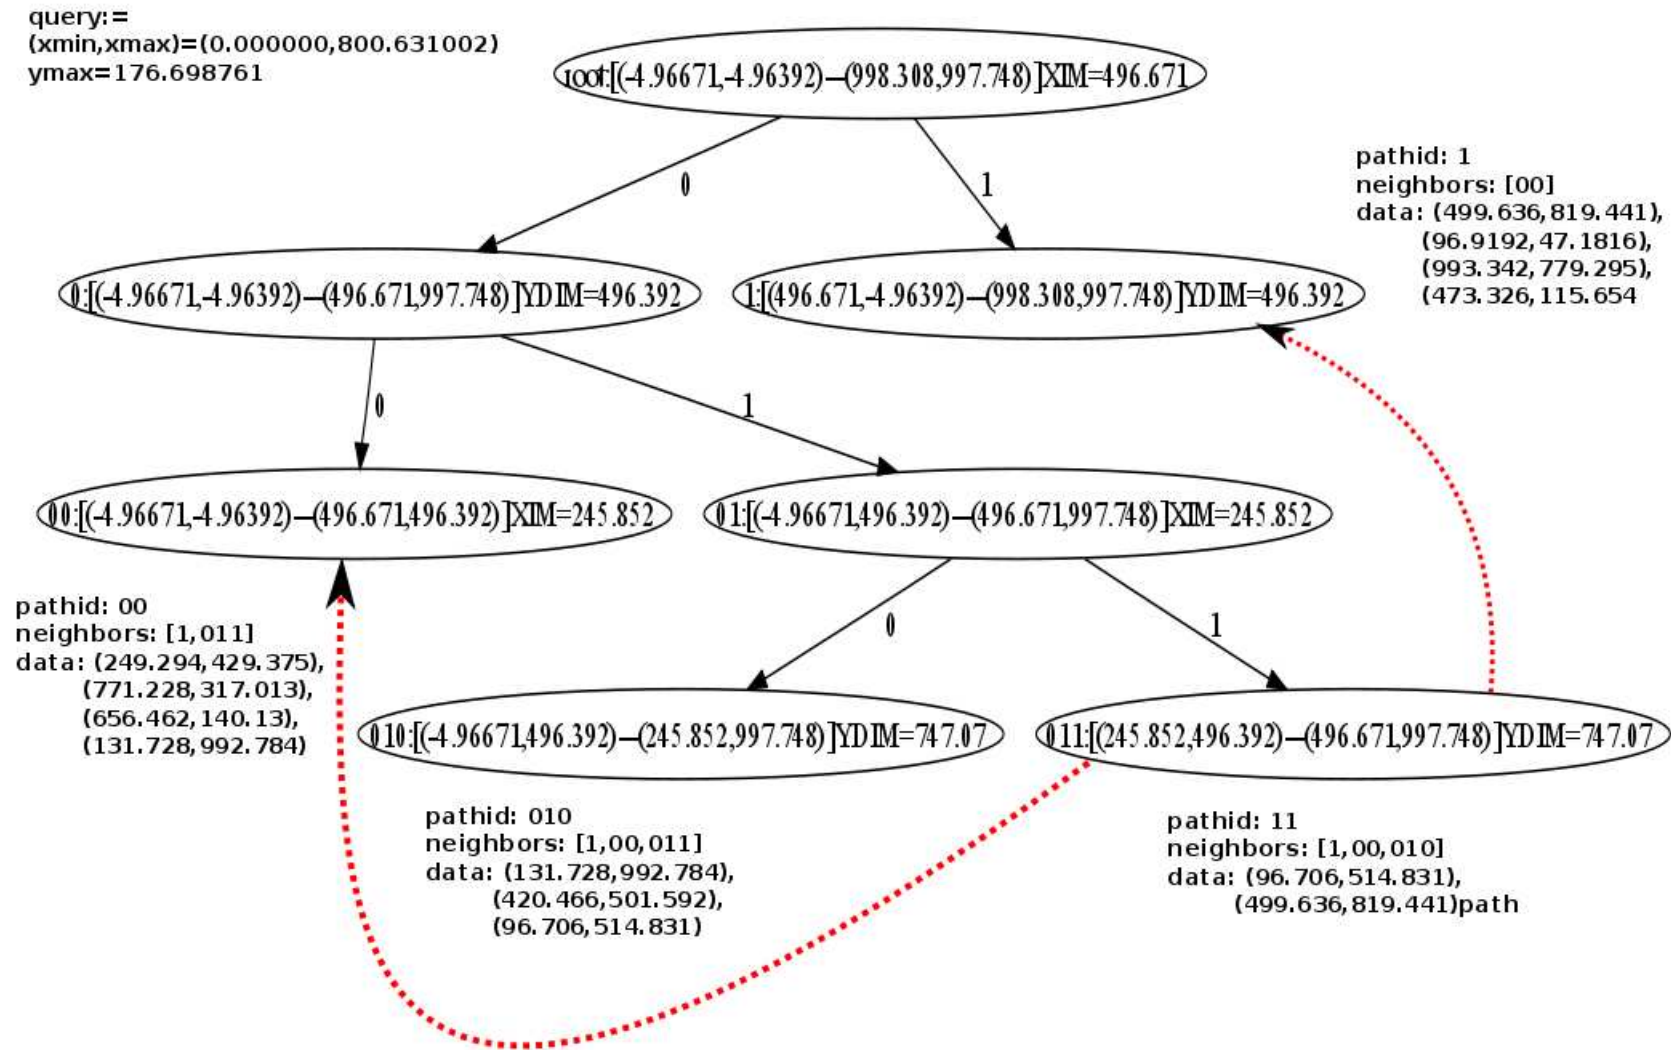 query:=
(xmin,xmax)=(0.000000,800.631002)
ymax=176.698761
root:[(-4.96671,-4.96392)—(998.308,997.748)]XIM=496.671
0
1
pathid: 1
neighbors: [00]
data: (499.636,819.441),
(96.9192,47.1816),
(993.342,779.295),
(473.326,115.654
0:[(-4.96671,-4.96392)—(496.671,997.748)]YDIM=496.392
1:[(496.671,-4.96392)—(998.308,997.748)]YDIM=496.392
0
1
00:[(-4.96671,-4.96392)—(496.671,496.392)]XIM=245.852
01:[(-4.96671,496.392)—(496.671,997.748)]XIM=245.852
pathid: 00
neighbors: [1,011]
data: (249.294,429.375),
(771.228,317.013),
(656.462,140.13),
(131.728,992.784)
0
1
010:[(-4.96671,496.392)—(245.852,997.748)]YDIM=747.07
011:[(245.852,496.392)—(496.671,997.748)]YDIM=747.07
pathid: 010
neighbors: [1,00,011]
data: (131.728,992.784),
(420.466,501.592),
(96.706,514.831)
pathid: 11
neighbors: [1,00,010]
data: (96.706,514.831),
(499.636,819.441)path